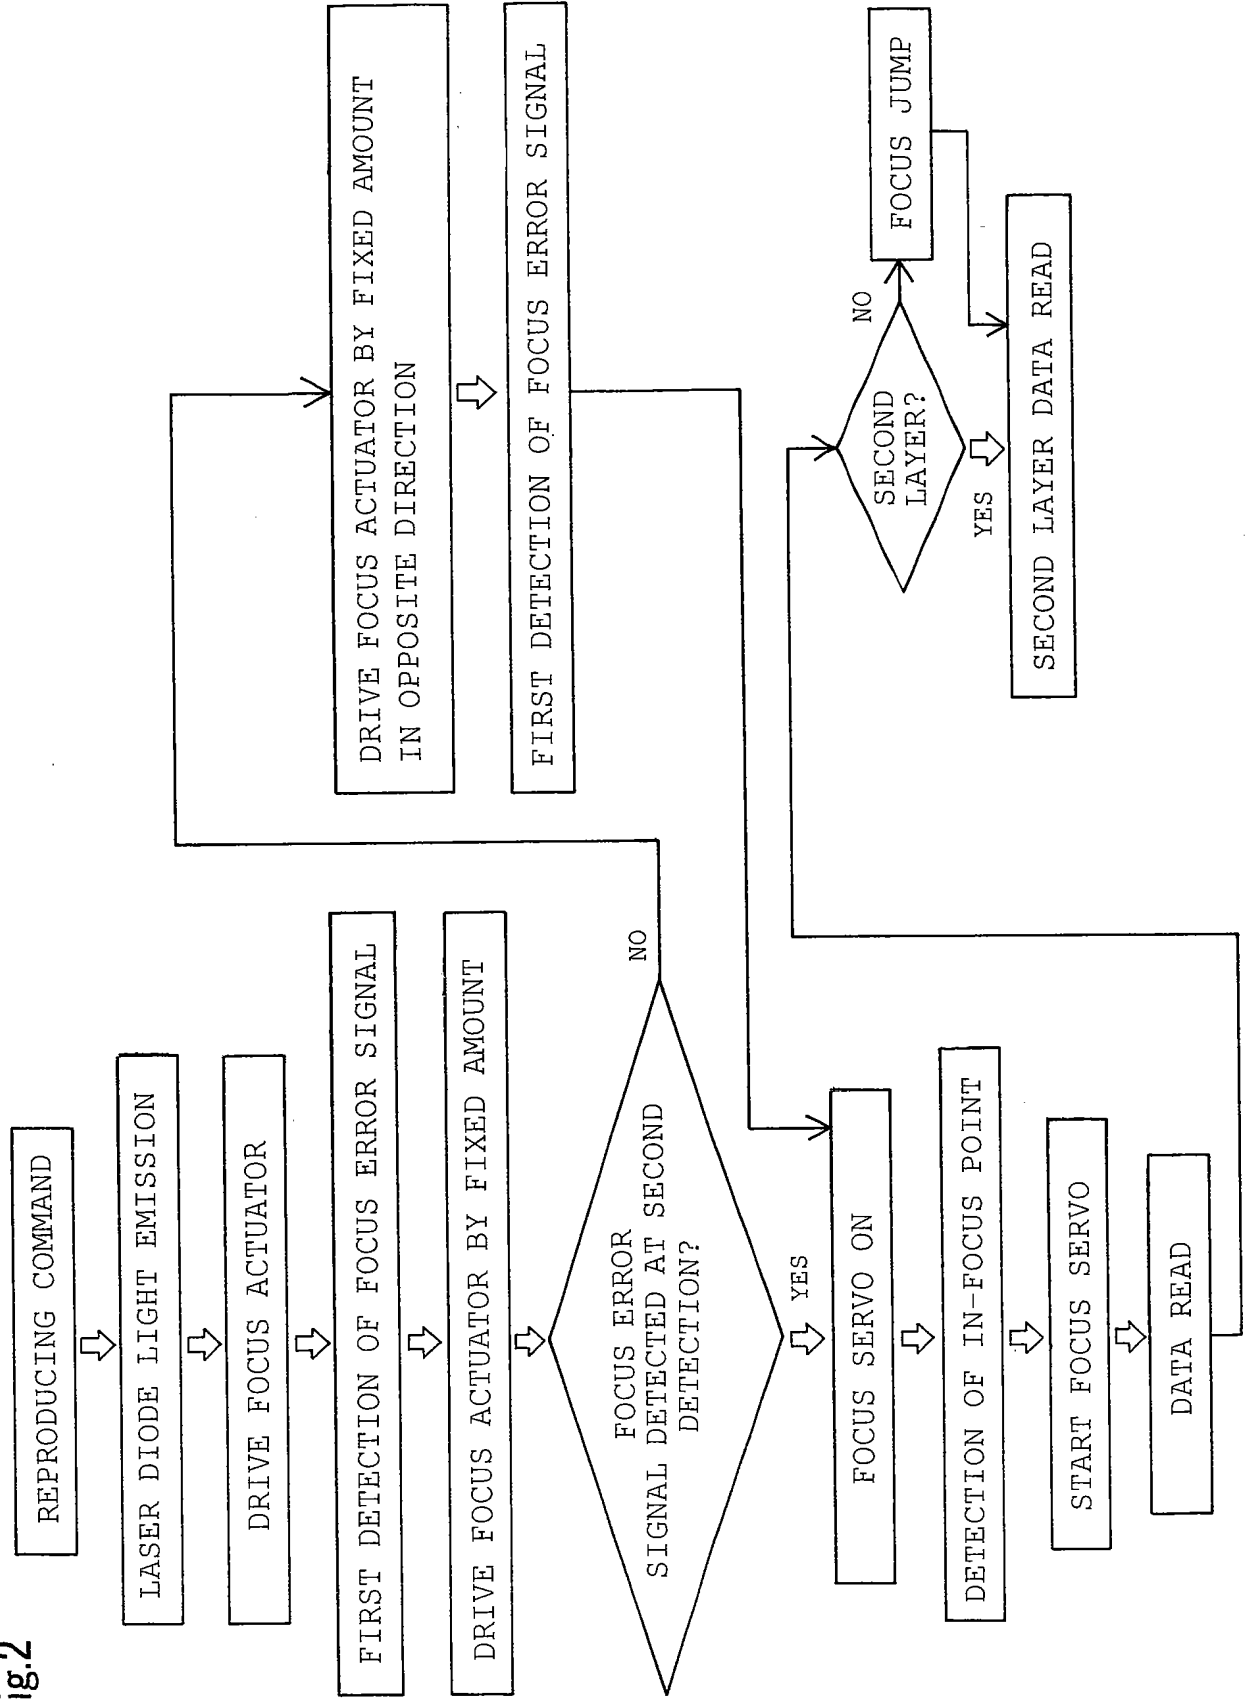 Fig.2
REPRODUCING COMMAND
LASER DIODE LIGHT EMISSION
DRIVE FOCUS ACTUATOR
FIRST DETECTION OF FOCUS ERROR SIGNAL
DRIVE FOCUS ACTUATOR BY FIXED AMOUNT
FOCUS ERROR
SIGNAL DETECTED AT SECOND
DETECTION?
NO
YES
FOCUS SERVO ON
DETECTION OF IN-FOCUS POINT
START FOCUS SERVO
DATA READ
DRIVE FOCUS ACTUATOR BY FIXED AMOUNT
IN OPPOSITE DIRECTION
FIRST DETECTION OF FOCUS ERROR SIGNAL
SECOND
LAYER?
NO
FOCUS JUMP
YES
SECOND LAYER DATA READ